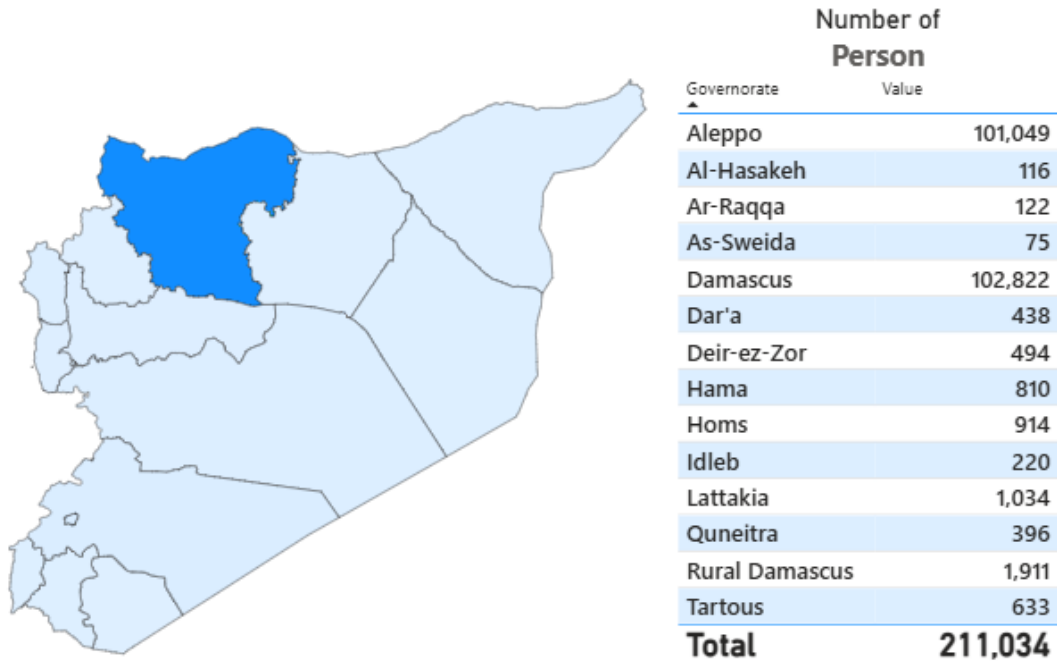 Number of
Person
Governorate Value
Aleppo 101,049
Al-Hasakeh 116
Ar-Raqqa 122
As-Sweida 75
Damascus 102,822
Dar'a 438
Deir-ez-Zor 494
Hama 810
Homs 914
Idleb 220
Lattakia 1,034
Quneitra 396
Rural Damascus 1,911
Tartous 633
Total 211,034